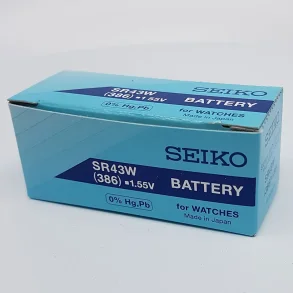 SEIKO
SR43W
(386) ■1.55V
BATTERY
0% Hg.Pb
for WATCHES
Made in Japan
SEIKO
SR43W
(386) ■1.55V
BATTERY
0% Hg,Pb
for WATCHES
Made in Japan